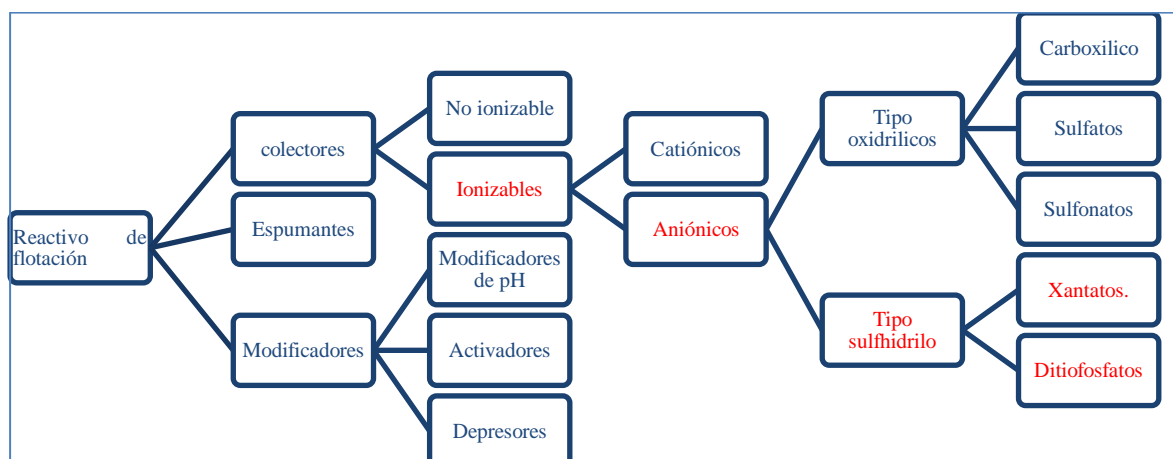 Reactivo de
flotación
colectores
Espumantes
Modificadores
No ionizable
Ionizables
Modificadores
de pH
Activadores
Depresores
Catiónicos
Aniónicos
Tipo
oxidrilicos
Tipo
sulfhidrilo
Carboxilico
Sulfatos
Sulfonatos
Xantatos.
Ditiofosfatos